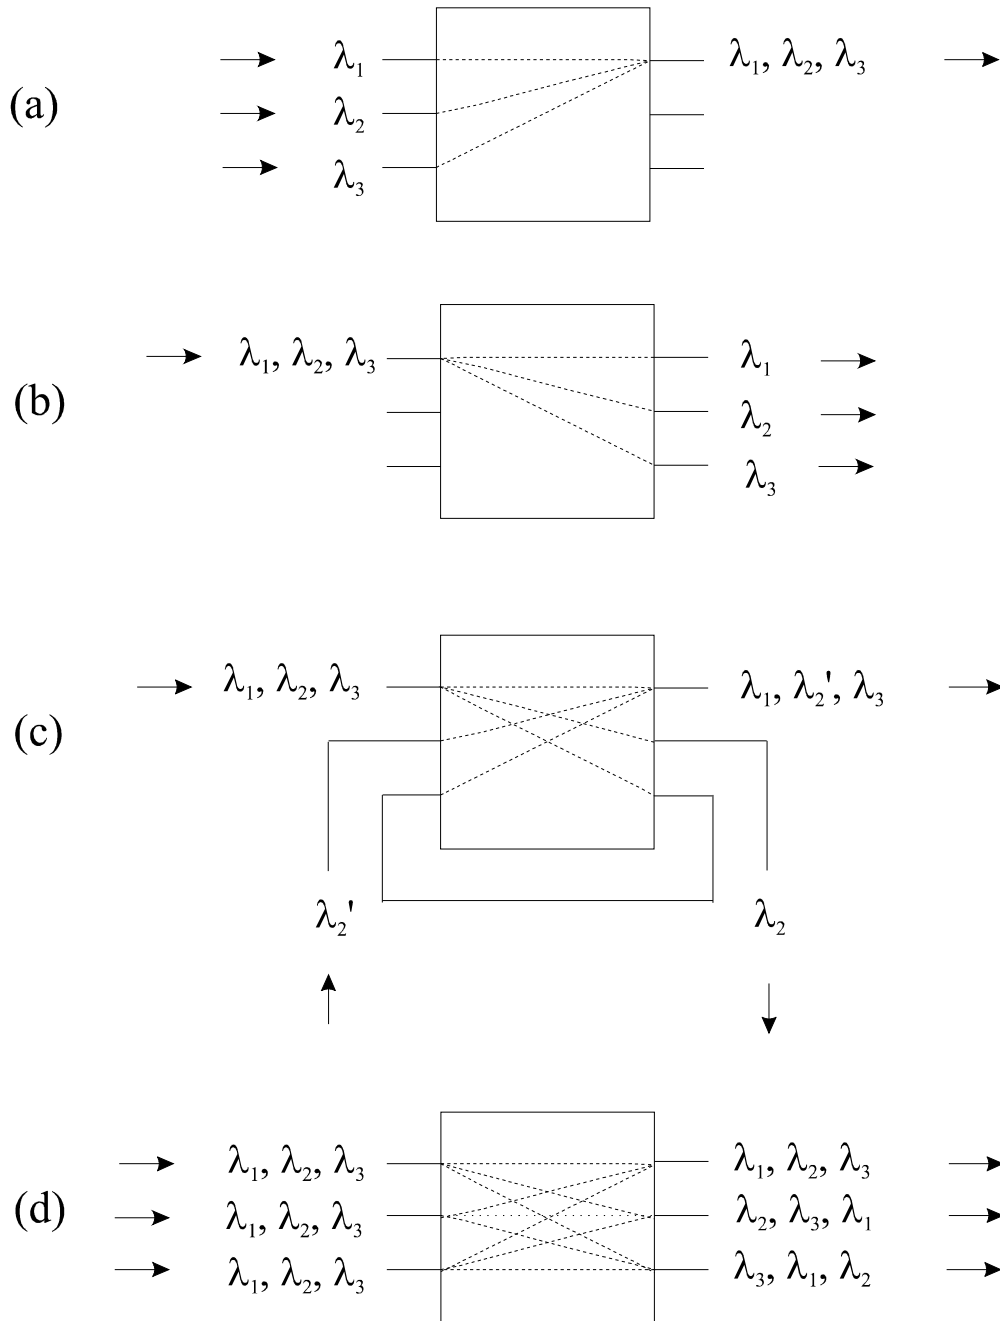 λ₁ λ₁, λ₂, λ₃
(a)
λ₂
λ₃
λ₁, λ₂, λ₃ λ₁
(b)
λ₂
λ₃
λ₁, λ₂, λ₃ λ₁, λ₂', λ₃
(c)
λ₂' λ₂
λ₁, λ₂, λ₃ λ₁, λ₂, λ₃
(d) λ₁, λ₂, λ₃ λ₂, λ₃, λ₁
λ₁, λ₂, λ₃ λ₃, λ₁, λ₂